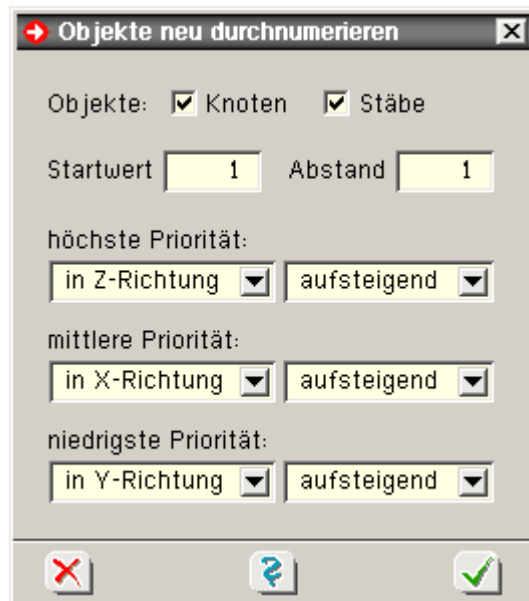 Objekte neu durchnumerieren
Objekte: Knoten Stäbe
Startwert 1 Abstand 1
höchste Priorität:
in Z-Richtung aufsteigend
mittlere Priorität:
in X-Richtung aufsteigend
niedrigste Priorität:
in Y-Richtung aufsteigend